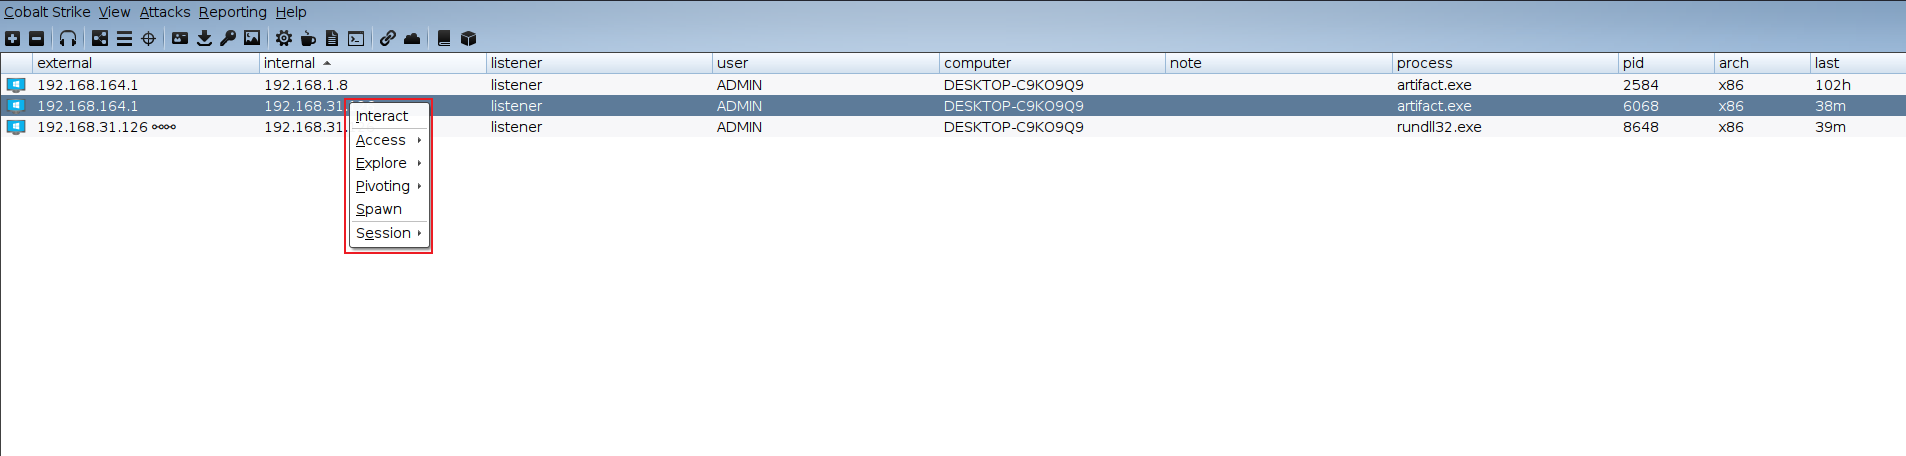 Cobalt Strike View Attacks Reporting Help
external internal listener user computer note process pid arch last
192.168.164.1 192.168.1.8 listener ADMIN DESKTOP-C9KO9Q9 artifact.exe 2584 x86 102h
192.168.164.1 192.168.31. listener ADMIN DESKTOP-C9KO9Q9 artifact.exe 6068 x86 38m
192.168.31.126 192.168.31. listener ADMIN DESKTOP-C9KO9Q9 rundll32.exe 8648 x86 39m
Interact
Access
Explore
Pivoting
Spawn
Session